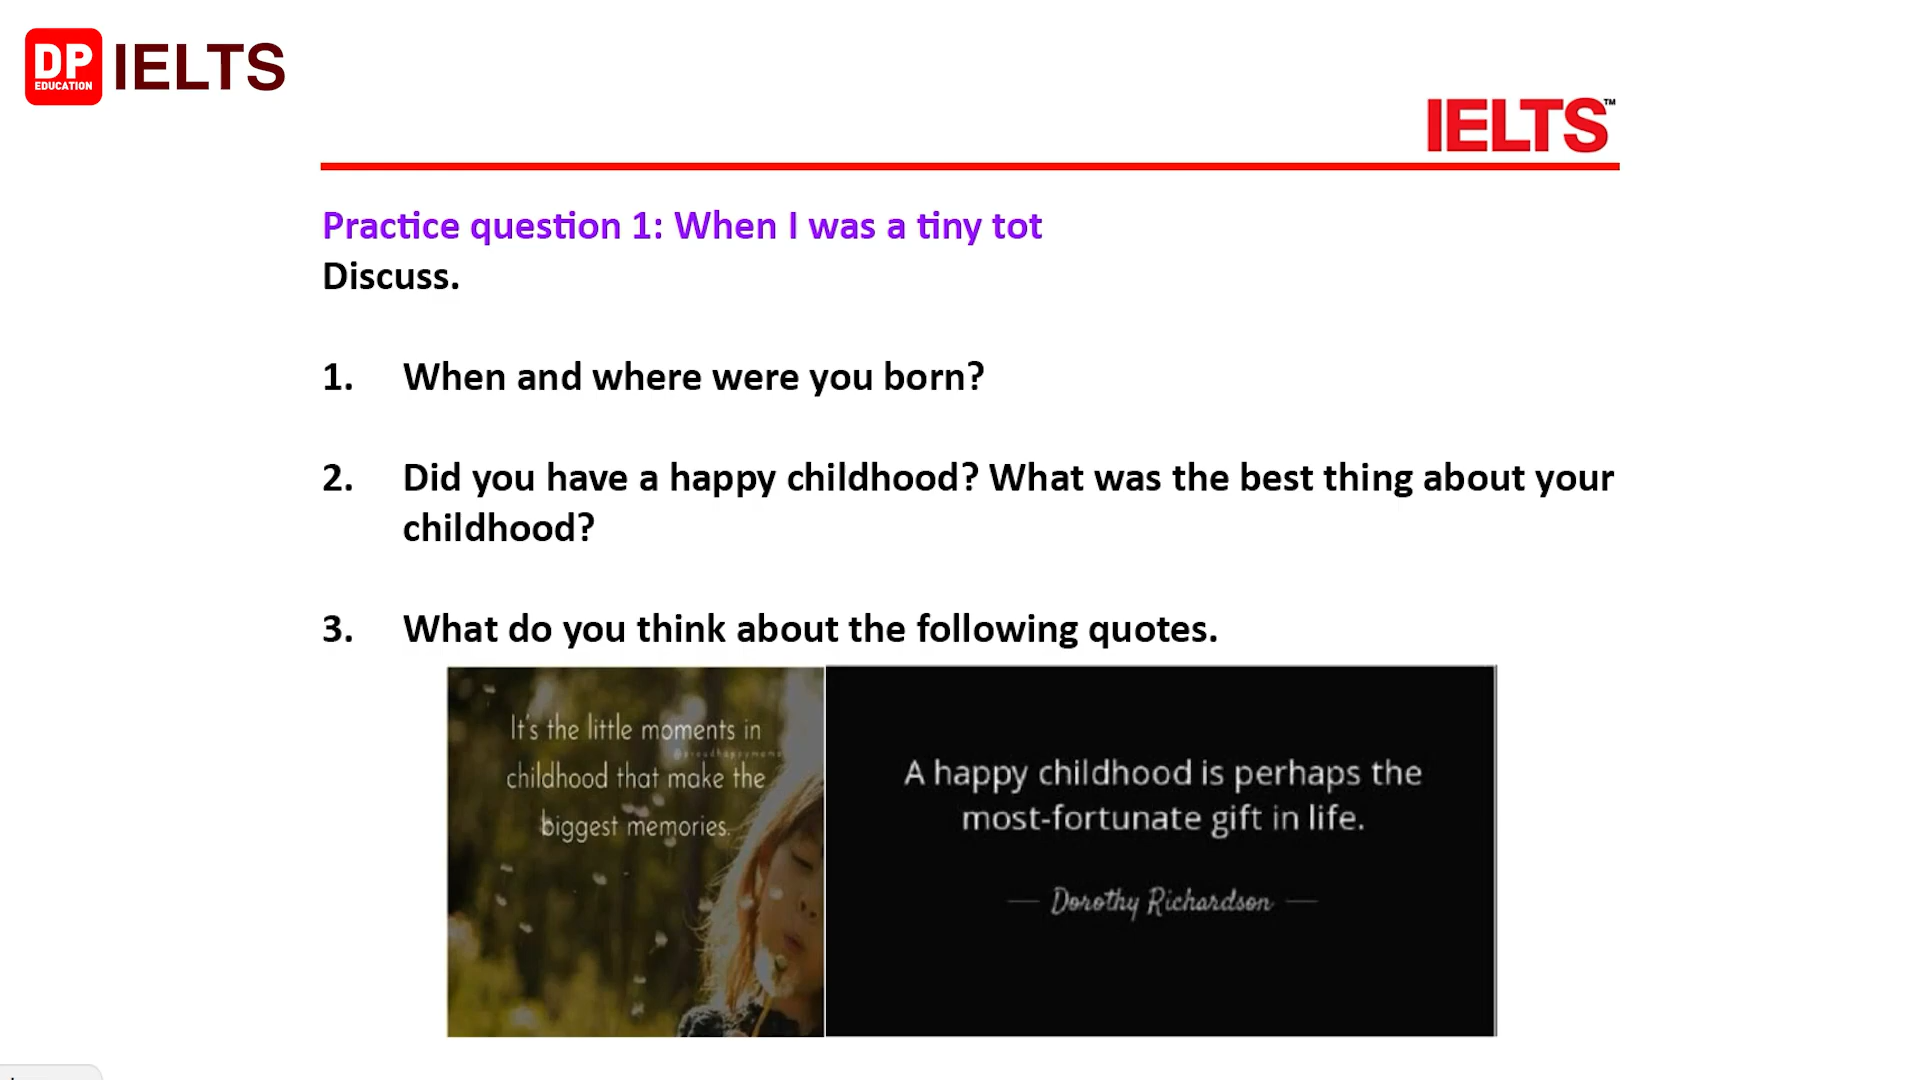 DP
EDUCATION
IELTS
IELTS™
Practice question 1: When I was a tiny tot
Discuss.
1. When and where were you born?
2. Did you have a happy childhood? What was the best thing about your
childhood?
3. What do you think about the following quotes.
It's the little moments in
@proudhappymama
childhood that make the
biggest memories.
A happy childhood is perhaps the
most-fortunate gift in life.
— Dorothy Richardson —